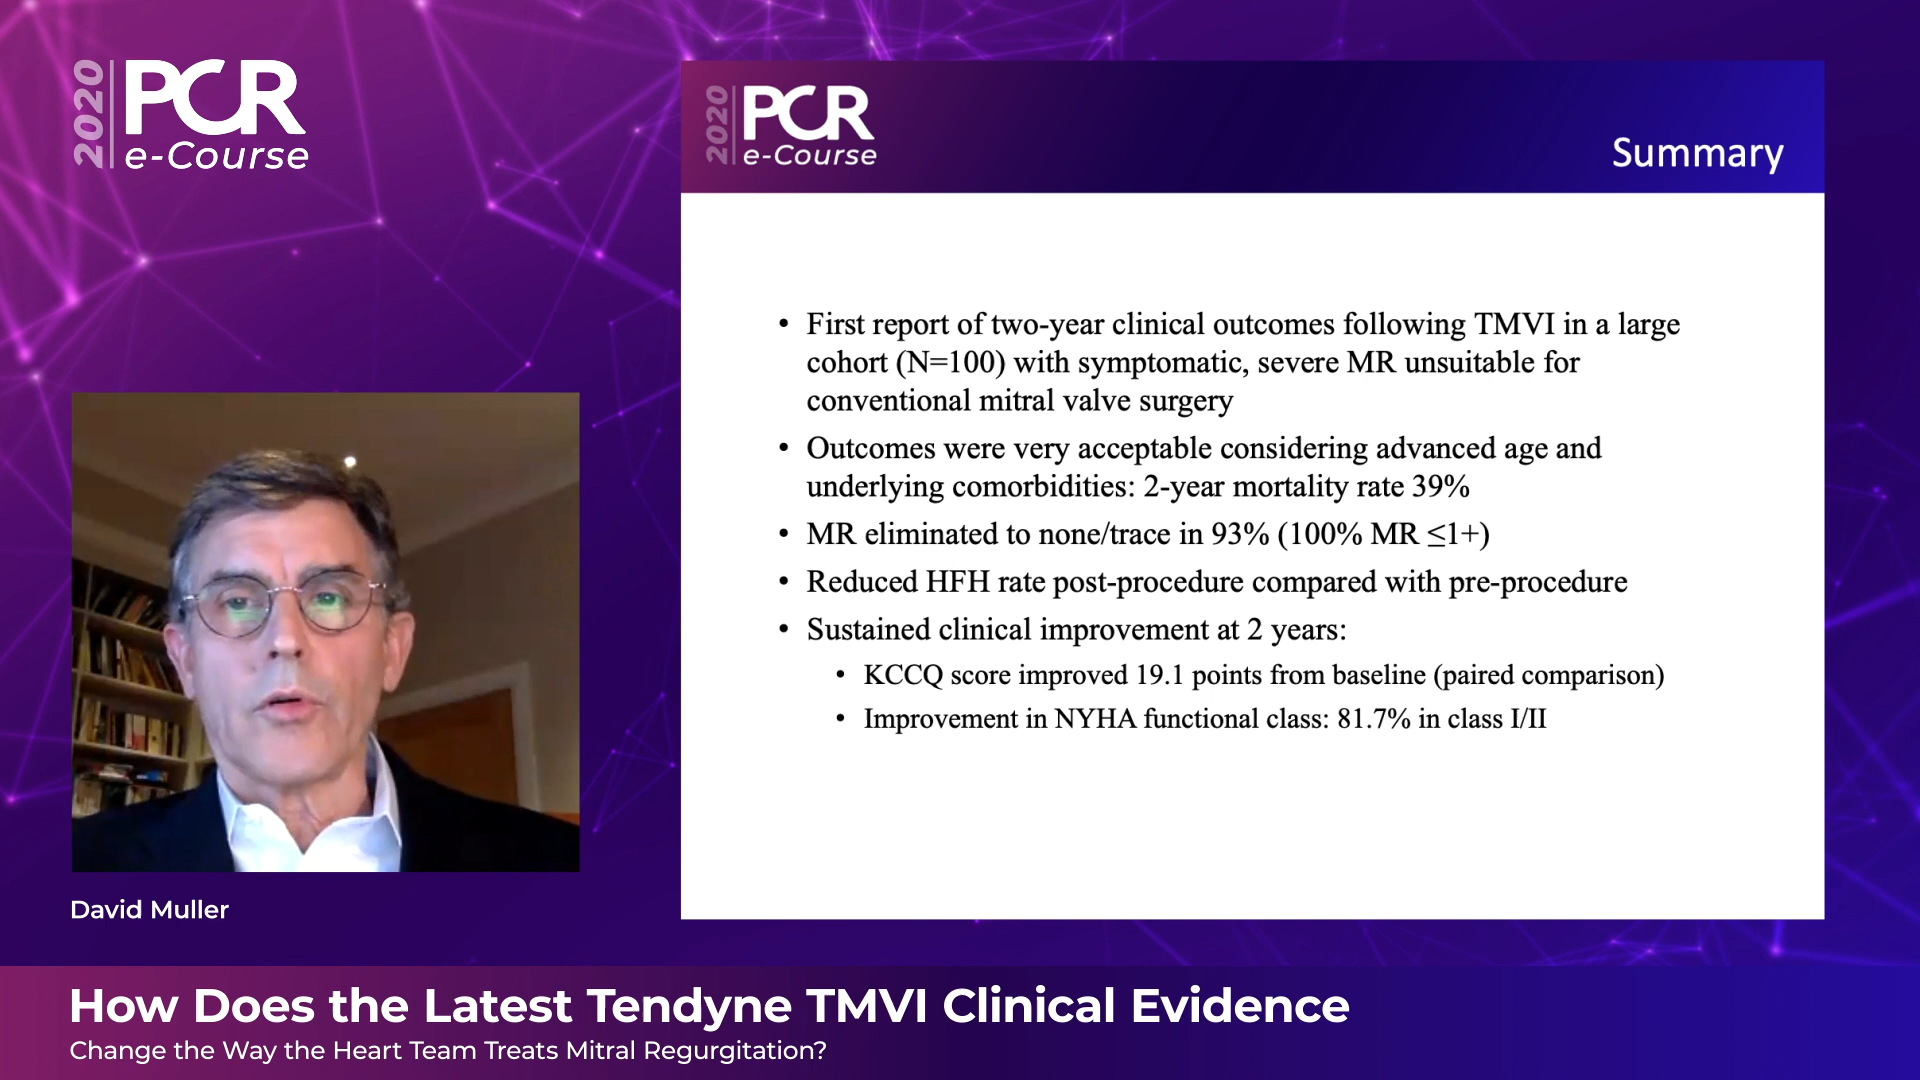 2020
PCR
e-Course
2020
PCR
e-Course
Summary
• First report of two-year clinical outcomes following TMVI in a large
cohort (N=100) with symptomatic, severe MR unsuitable for
conventional mitral valve surgery
• Outcomes were very acceptable considering advanced age and
underlying comorbidities: 2-year mortality rate 39%
• MR eliminated to none/trace in 93% (100% MR ≤1+)
• Reduced HFH rate post-procedure compared with pre-procedure
• Sustained clinical improvement at 2 years:
• KCCQ score improved 19.1 points from baseline (paired comparison)
• Improvement in NYHA functional class: 81.7% in class I/II
David Muller
How Does the Latest Tendyne TMVI Clinical Evidence
Change the Way the Heart Team Treats Mitral Regurgitation?